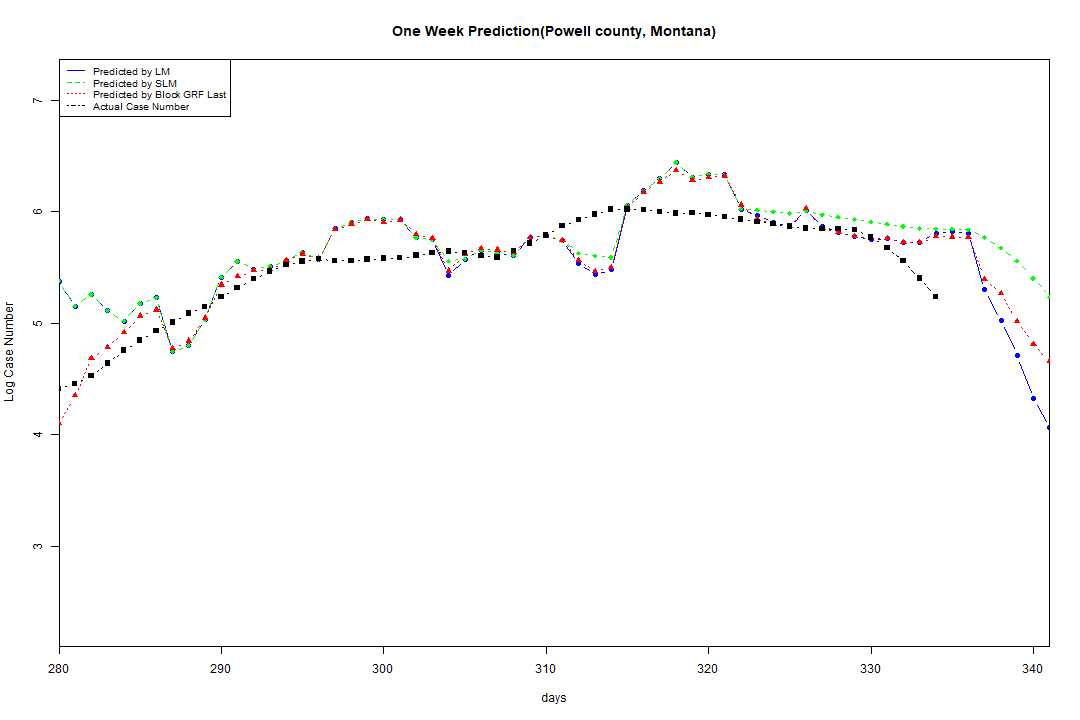 One Week Prediction(Powell county, Montana)
Predicted by LM
Predicted by SLM
Predicted by Block GRF Last
Actual Case Number
7
6
5
4
3
Log Case Number
280 290 300 310 320 330 340
days